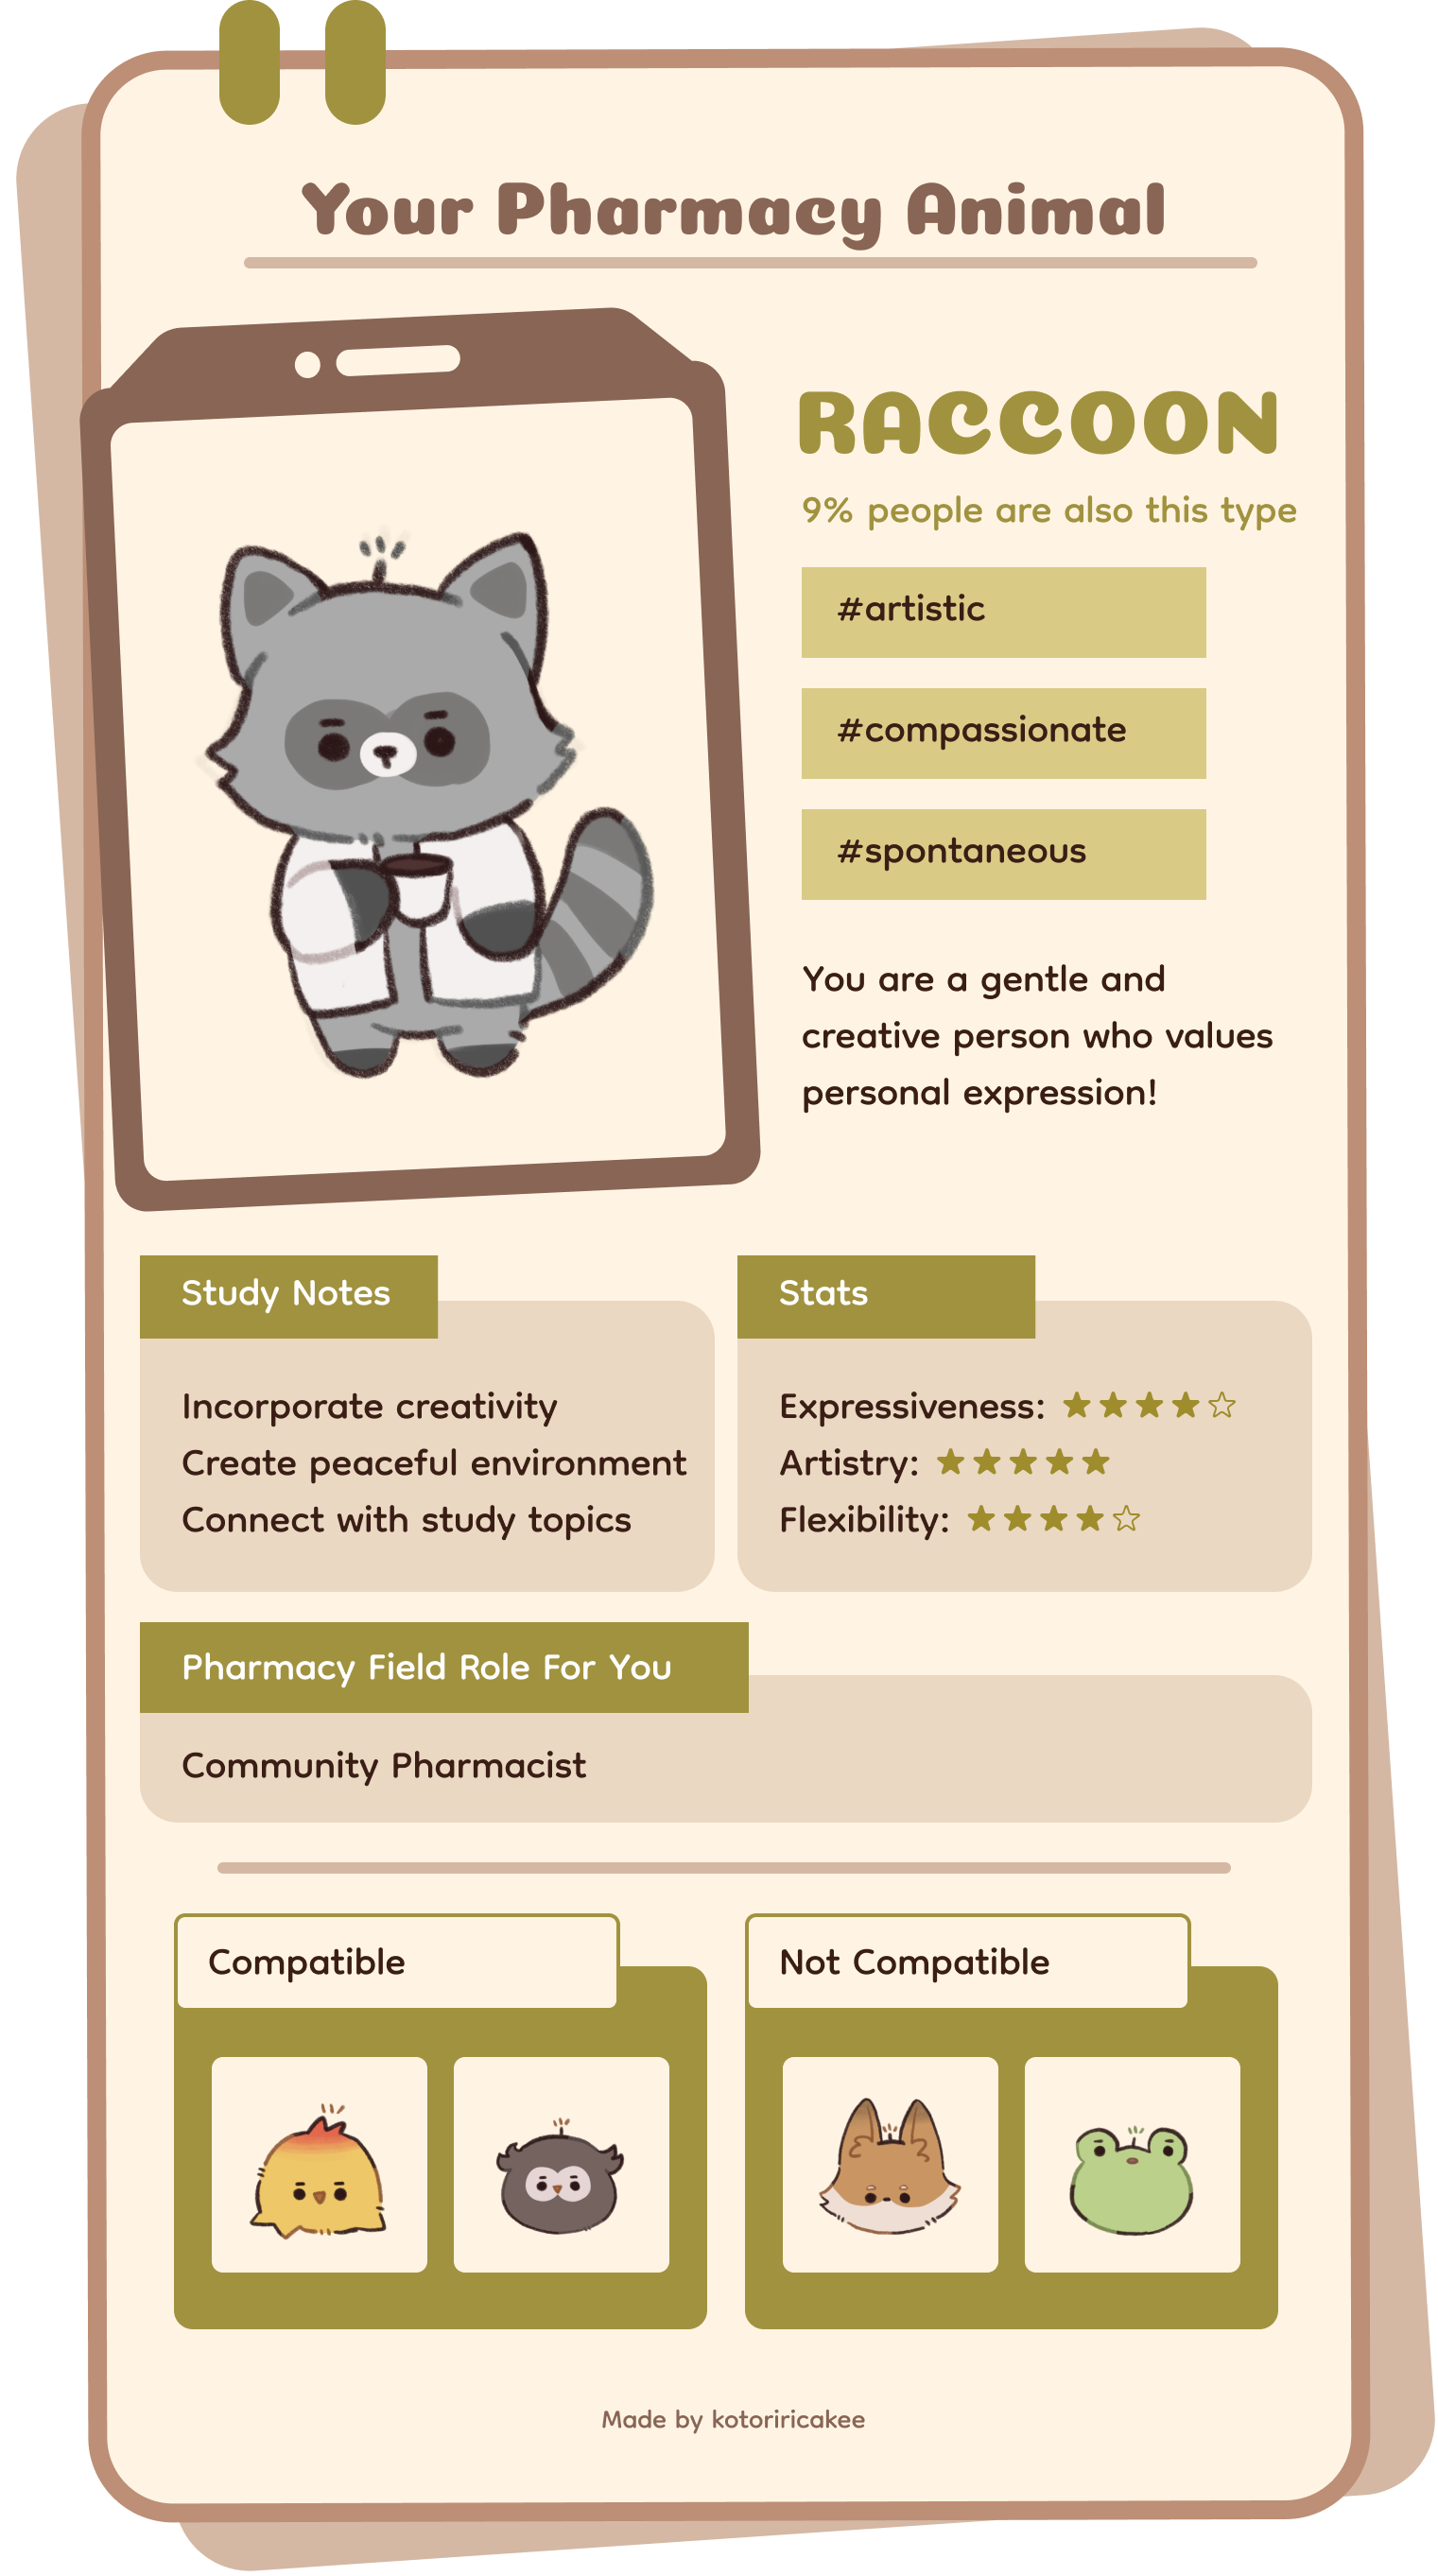 Your Pharmacy Animal
RACCOON
9% people are also this type
#artistic
#compassionate
#spontaneous
You are a gentle and
creative person who values
personal expression!
Study Notes
Incorporate creativity
Create peaceful environment
Connect with study topics
Stats
Expressiveness: ★★★★☆
Artistry: ★★★★★
Flexibility: ★★★★☆
Pharmacy Field Role For You
Community Pharmacist
Compatible
Not Compatible
Made by kotoriricakee